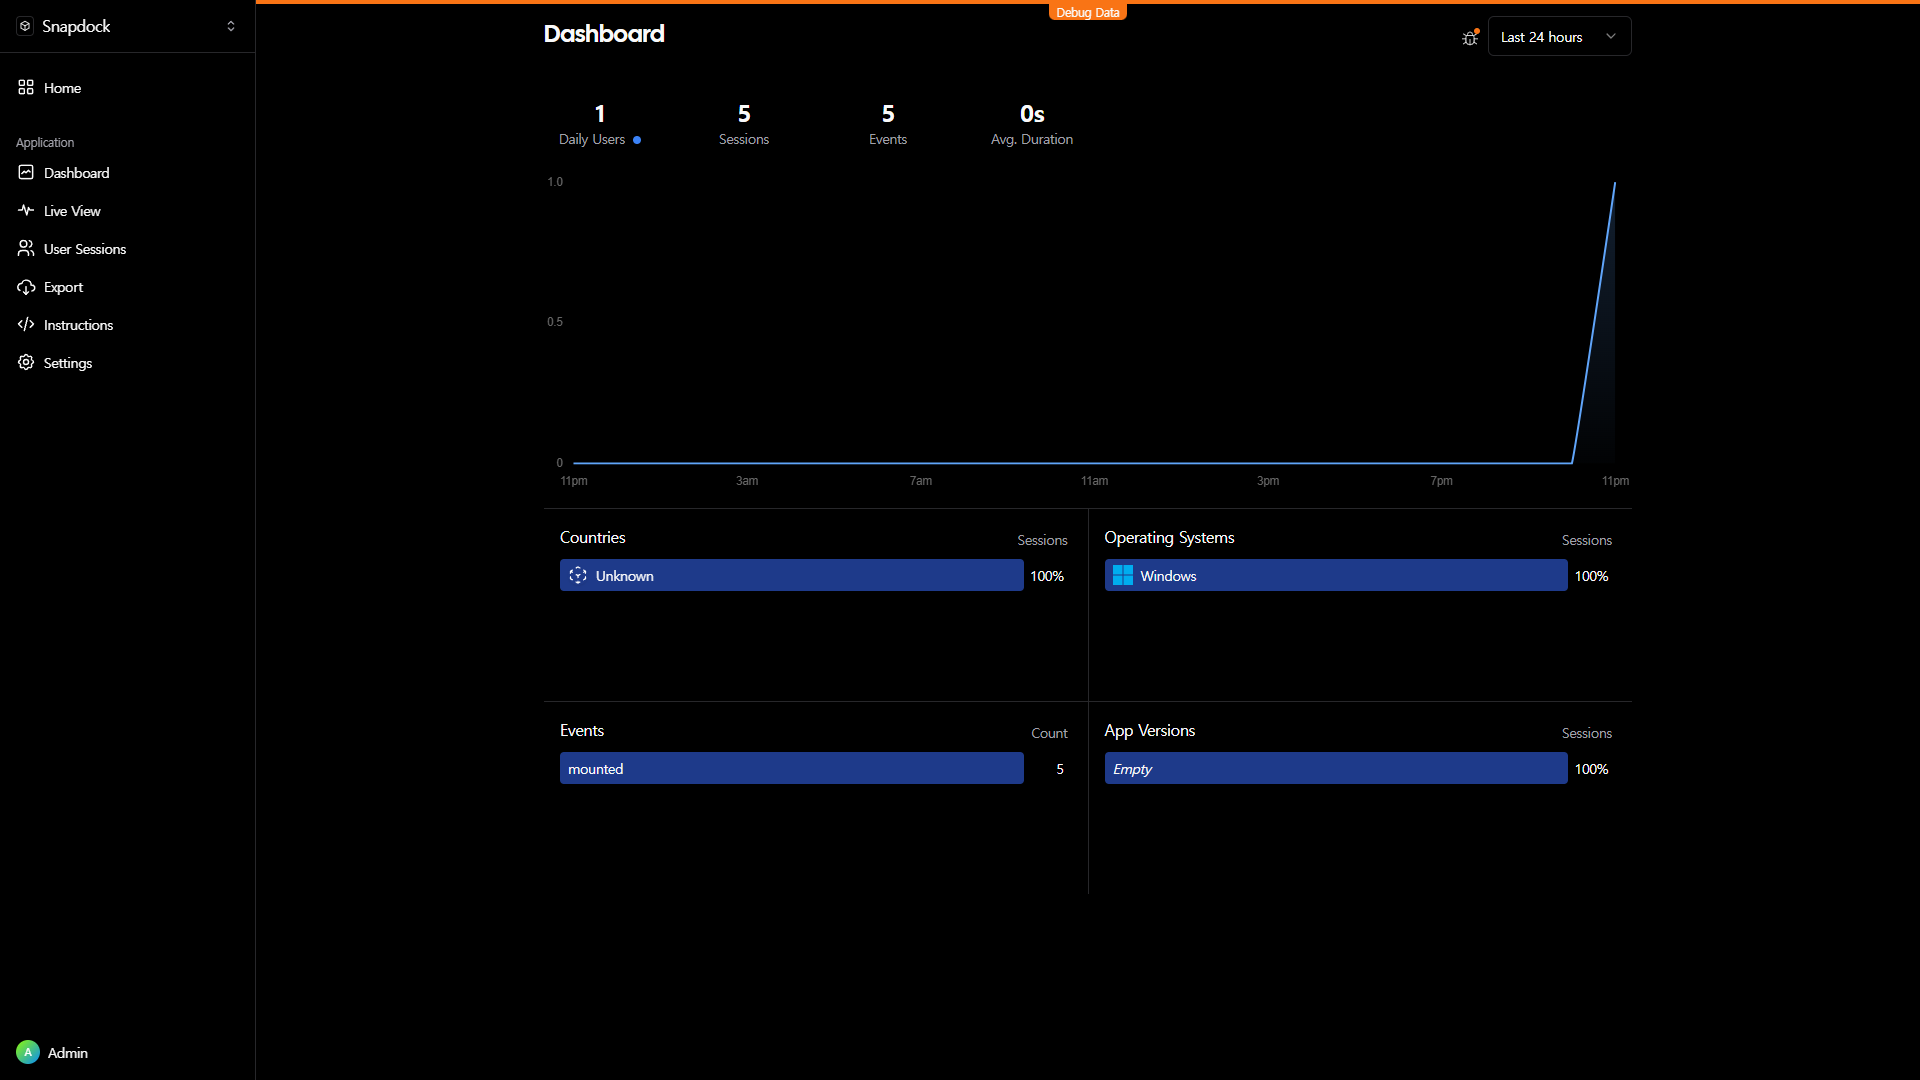 Snapdock
Debug Data
Dashboard
Last 24 hours
Home
Application
Dashboard
Live View
User Sessions
Export
Instructions
Settings
1
Daily Users
5
Sessions
5
Events
0s
Avg. Duration
1.0
0.5
0
11pm 3am 7am 11am 3pm 7pm 11pm
Countries Sessions
Unknown 100%
Operating Systems Sessions
Windows 100%
Events Count
mounted 5
App Versions Sessions
Empty 100%
A Admin